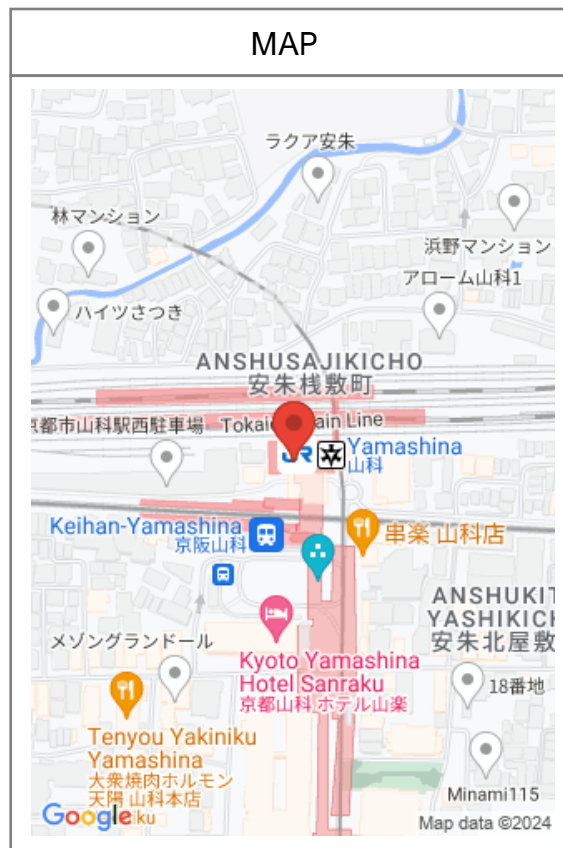 MAP
ラクア安朱
林マンション
浜野マンション
アローム山科1
ハイツさつき
ANSHUSAJIKICHO
安朱桟敷町
京都市山科駅西駐車場
Tokaido Main Line
JR
Yamashina
山科
Keihan-Yamashina
京阪山科
串楽 山科店
ANSHUKIT
YASHIKICH
安朱北屋敷
メゾングランドール
Kyoto Yamashina
Hotel Sanraku
京都山科 ホテル山楽
18番地
Tenyou Yakiniku
Yamashina
大衆焼肉ホルモン
天陽 山科本店
Minami115
Google
iku
Map data ©2024